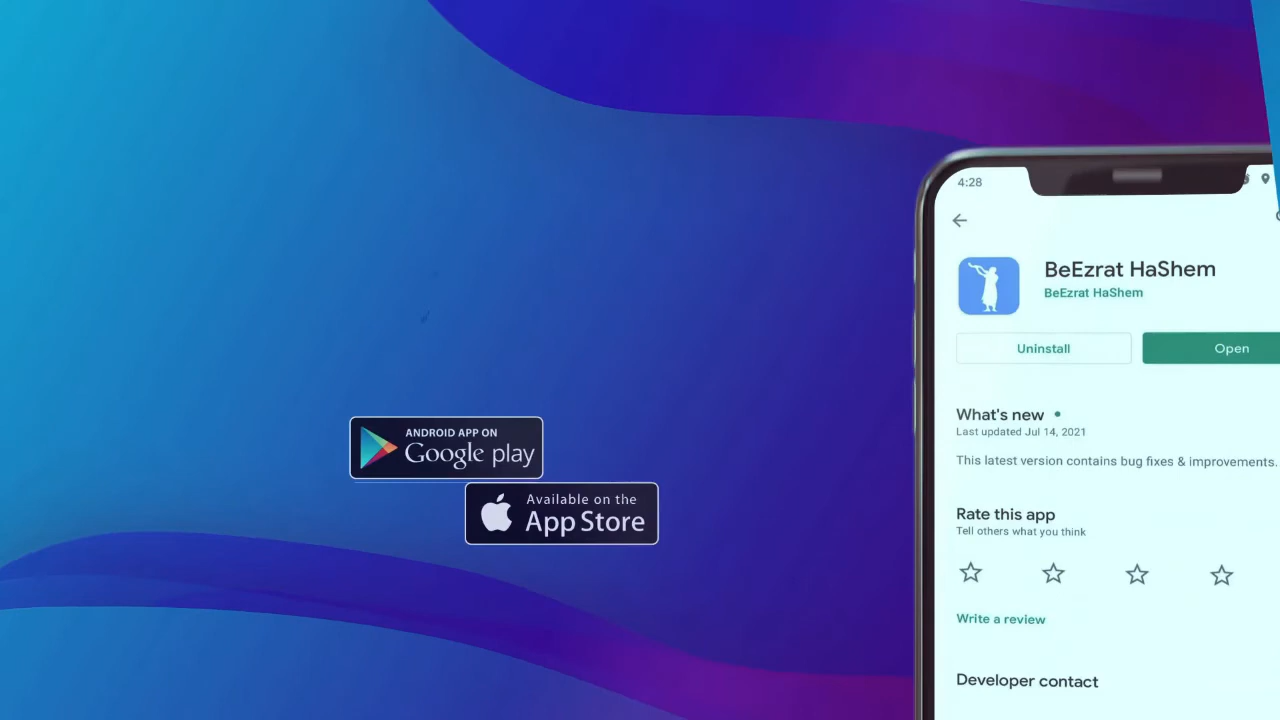 ANDROID APP ON
Google play
Available on the
App Store
4:28
BeEzrat HaShem
BeEzrat HaShem
Uninstall
Open
What's new
Last updated Jul 14, 2021
This latest version contains bug fixes & improvements.
Rate this app
Tell others what you think
Write a review
Developer contact